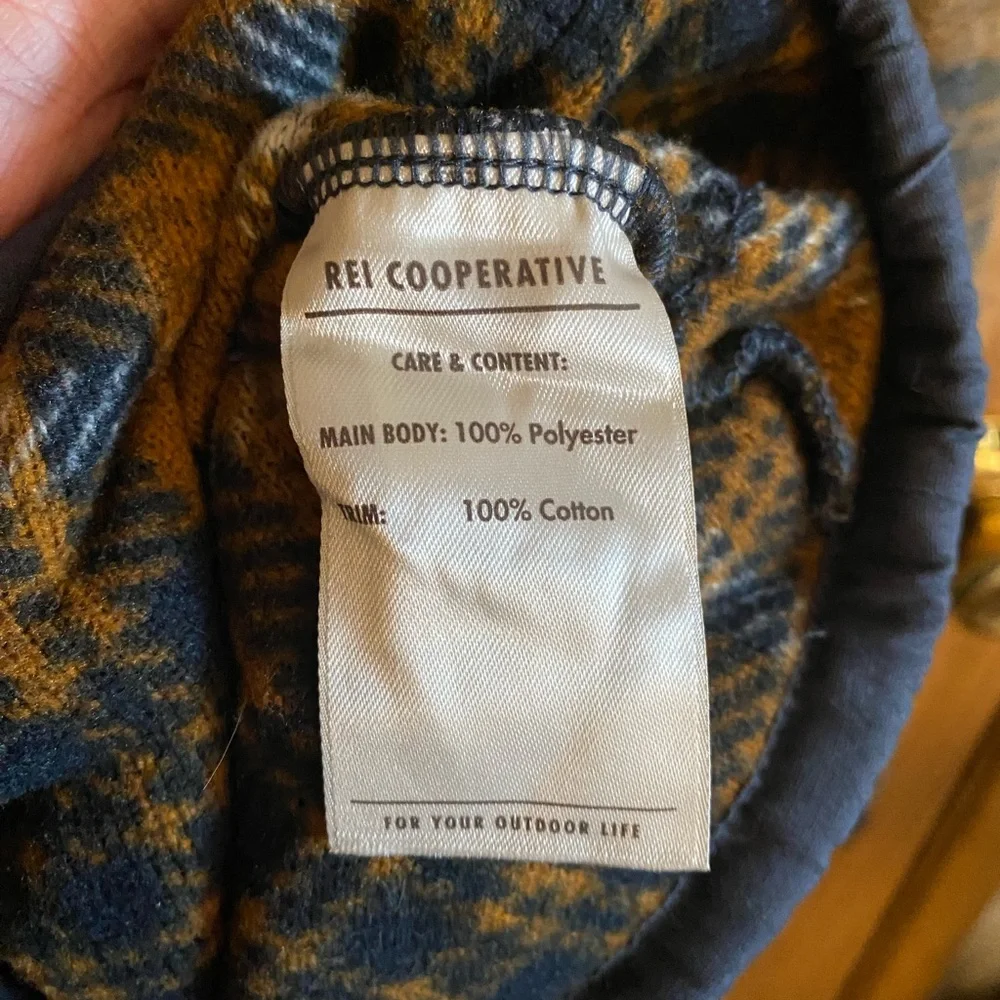 REI COOPERATIVE
CARE & CONTENT:
MAIN BODY: 100% Polyester
TRIM: 100% Cotton
FOR YOUR OUTDOOR LIFE